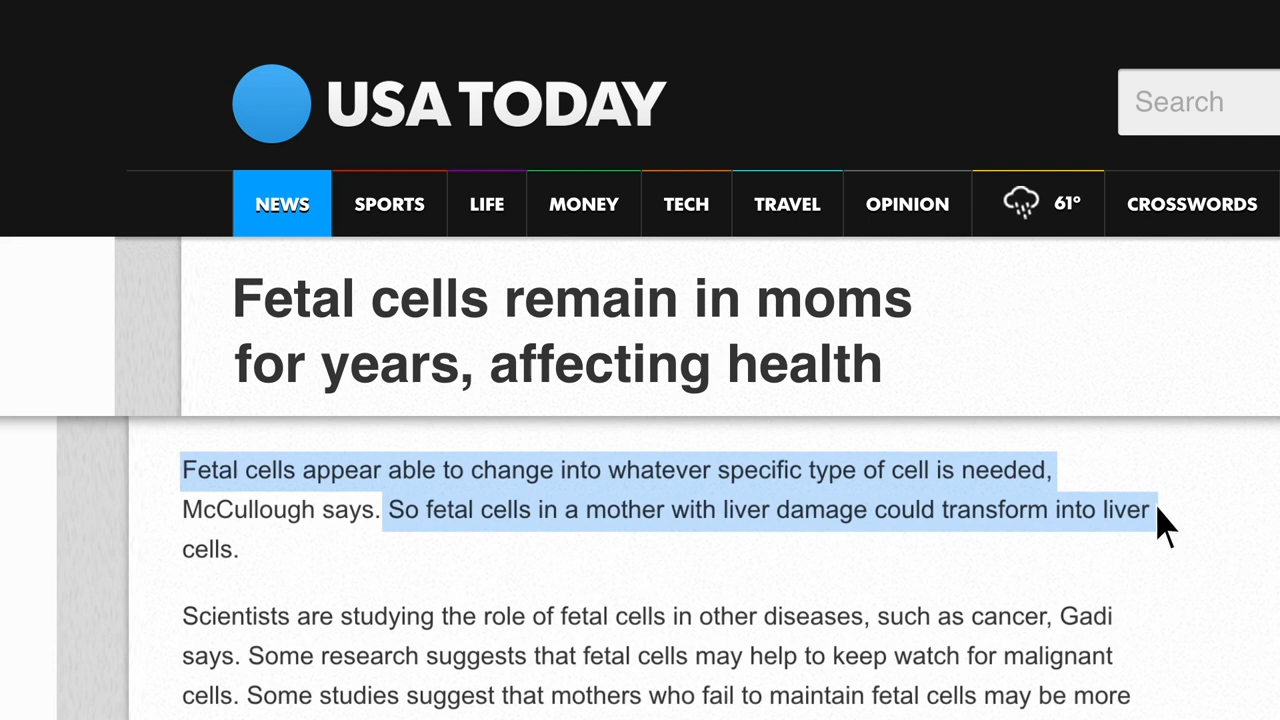 USA TODAY
Search
NEWS SPORTS LIFE MONEY TECH TRAVEL OPINION 61° CROSSWORDS
Fetal cells remain in moms
for years, affecting health
Fetal cells appear able to change into whatever specific type of cell is needed,
McCullough says. So fetal cells in a mother with liver damage could transform into liver
cells.
Scientists are studying the role of fetal cells in other diseases, such as cancer, Gadi
says. Some research suggests that fetal cells may help to keep watch for malignant
cells. Some studies suggest that mothers who fail to maintain fetal cells may be more